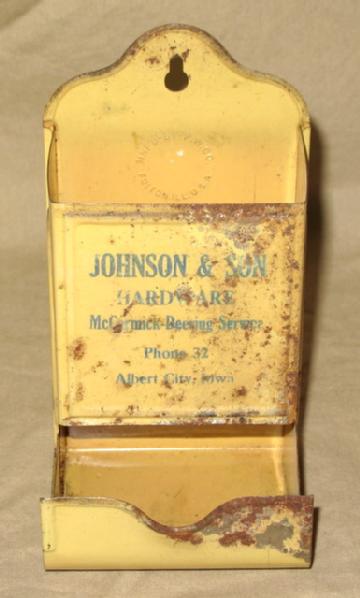 JOHNSON & SON
HARDWARE
McCormick-Deering Service
Phone 32
Albert City, Iowa